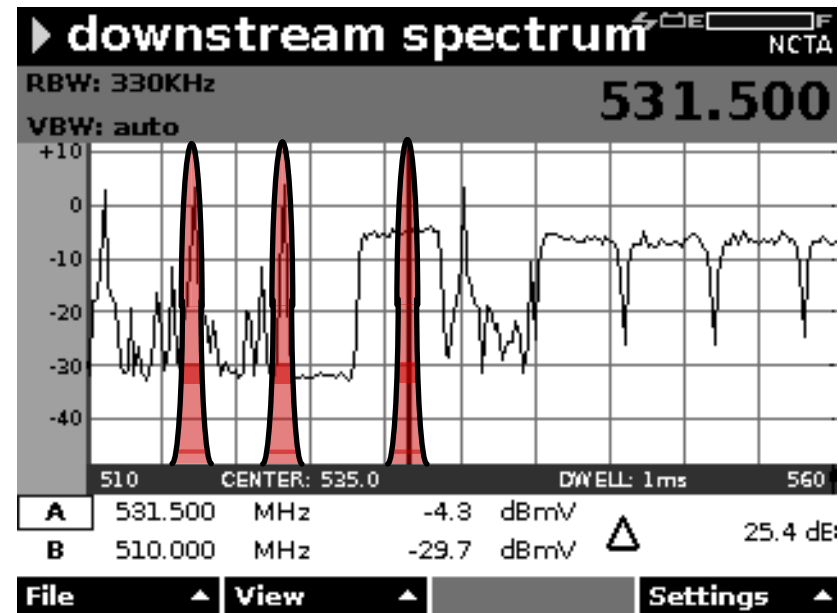 downstream spectrum
E F
NCTA
RBW: 330KHz
531.500
VBW: auto
+10
0
-10
-20
-30
-40
510 CENTER: 535.0 DWELL: 1ms 560
A 531.500 MHz -4.3 dBmV
B 510.000 MHz -29.7 dBmV
Δ 25.4
File View Settings